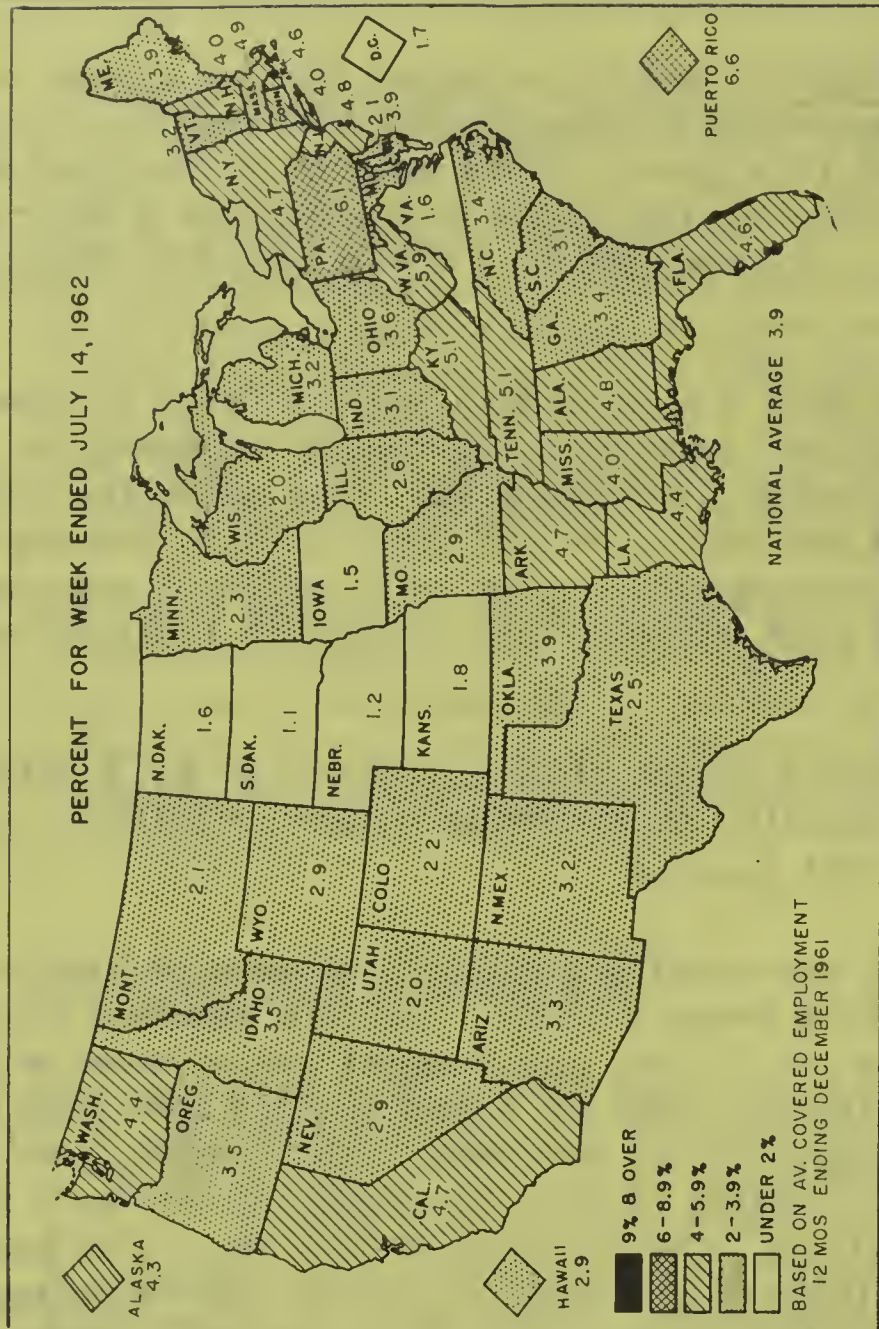 PERCENT FOR WEEK ENDED JULY 14, 1962
WASH.
4.4
OREG
3.5
CAL.
4.7
NEV.
2.9
IDAHO
3.5
MONT
2.1
WYO.
2.9
UTAH
2.0
COLO
2.2
ARIZ
3.3
N.MEX
3.2
N.DAK.
1.6
S.DAK.
1.1
NEBR.
1.2
KANS.
1.8
OKLA
3.9
TEXAS
2.5
MINN.
2.3
IOWA
1.5
MO.
2.9
ARK.
4.7
LA.
4.4
WIS
2.0
ILL.
2.6
MICH.
3.2
IND
3.1
OHIO
3.6
KY.
5.1
TENN.
5.1
MISS.
4.0
ALA.
4.8
GA.
3.4
FLA.
4.6
S.C.
3.1
N.C.
3.4
VA.
1.6
W.VA.
5.9
PA.
6.1
N.Y.
4.7
VT.
3.2
N.H.
4.0
ME.
3.9
MASS.
4.9
CONN.
4.6
4.0
N.J.
4.8
2.1
MD.
3.9
D.C.
1.7
ALASKA
4.3
HAWAII
2.9
PUERTO RICO
6.6
NATIONAL AVERAGE 3.9
9% & OVER
6-8.9%
4-5.9%
2-3.9%
UNDER 2%
BASED ON AV. COVERED EMPLOYMENT
12 MOS ENDING DECEMBER 1961